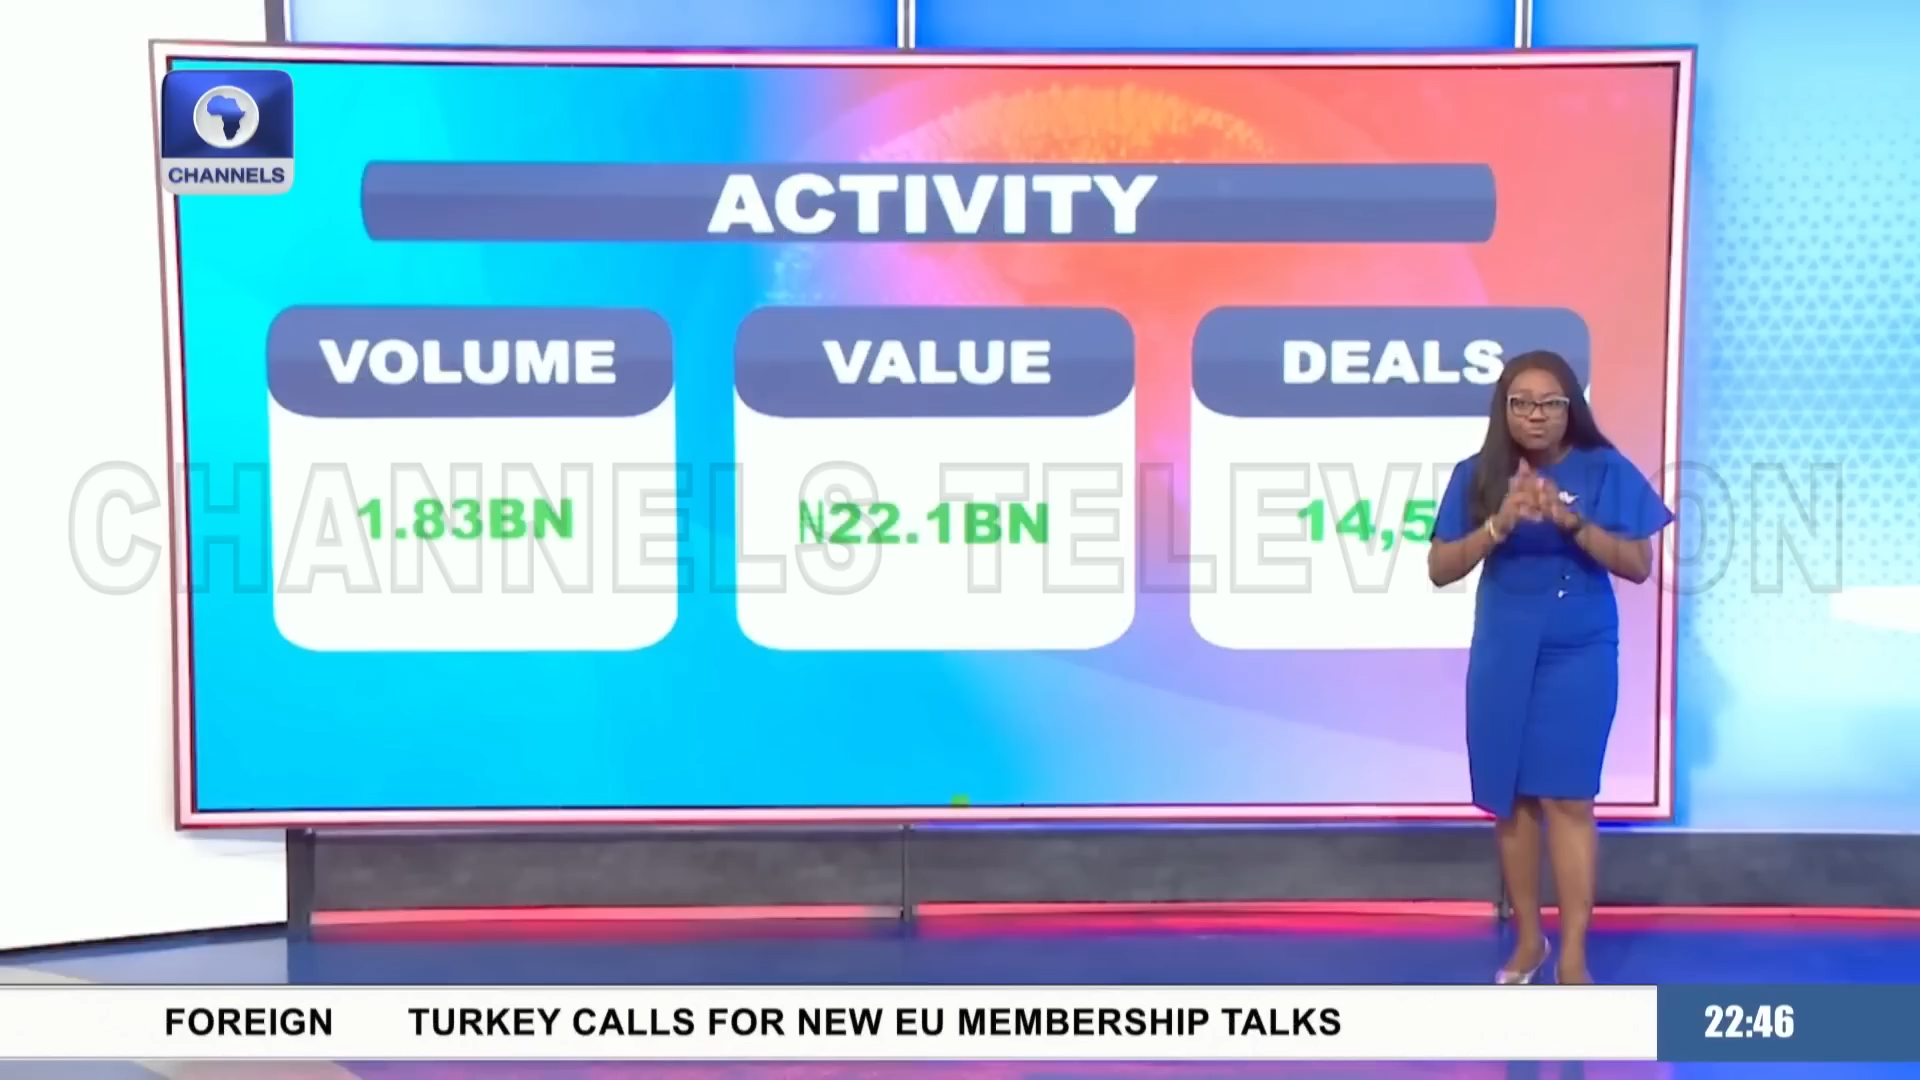 CHANNELS
ACTIVITY
VOLUME
VALUE
DEALS
1.83BN
₦22.1BN
CHANNELS TELEVISION
FOREIGN
TURKEY CALLS FOR NEW EU MEMBERSHIP TALKS
22:46